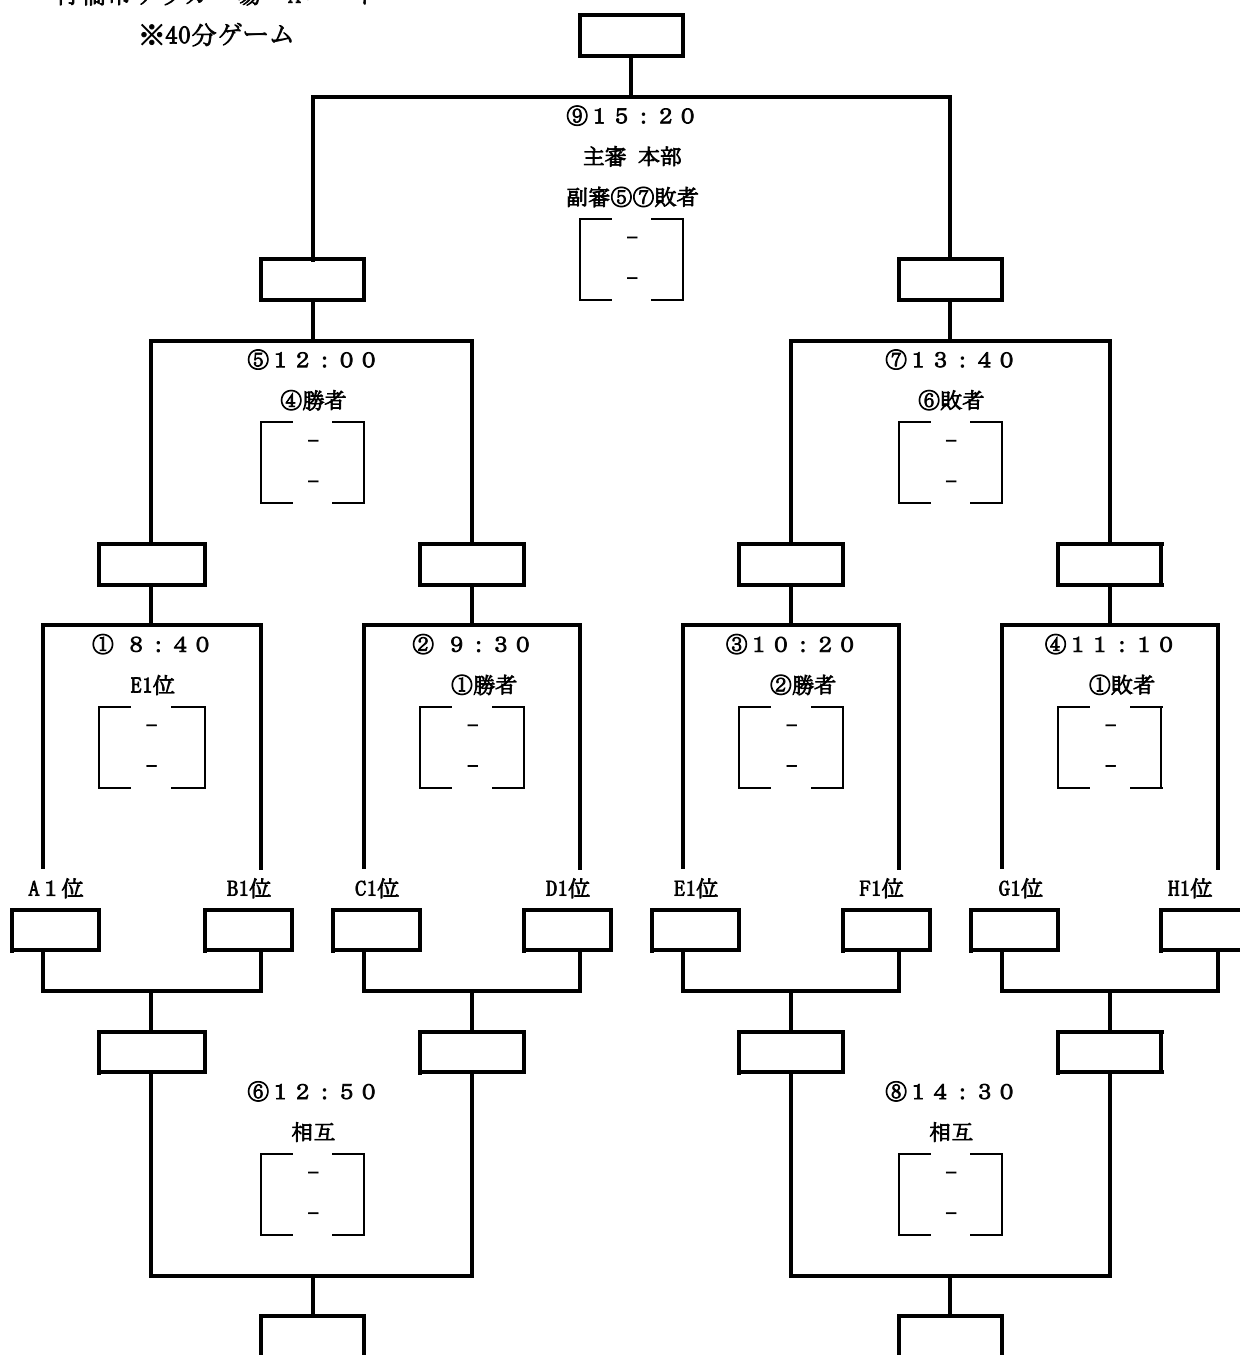 ※40分ゲーム
⑨１５：２０
主審 本部
副審⑤⑦敗者
-
-
⑤１２：００
④勝者
-
-
⑦１３：４０
⑥敗者
-
-
① ８：４０
E1位
-
-
② ９：３０
①勝者
-
-
③１０：２０
②勝者
-
-
④１１：１０
①敗者
-
-
A１位
B1位
C1位
D1位
E1位
F1位
G1位
H1位
⑥１２：５０
相互
-
-
⑧１４：３０
相互
-
-